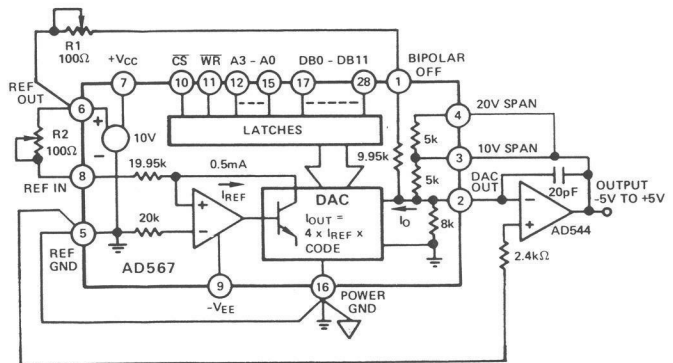 R1
100Ω
+VCC
CS WR A3 - A0 DB0 - DB11
BIPOLAR
OFF
REF
OUT
7
10
11
12
15
17
28
1
6
4
20V SPAN
+
10V
-
R2
100Ω
LATCHES
5k
9.95k
3
10V SPAN
REF IN
8
19.95k
0.5mA
IREF
5k
DAC
OUT
20pF
OUTPUT
-5V TO +5V
DAC
IOUT =
4 x IREF x
CODE
IO
2
8k
-
+
AD544
+
-
20k
5
REF
GND
AD567
2.4kΩ
9
-VEE
16
POWER
GND